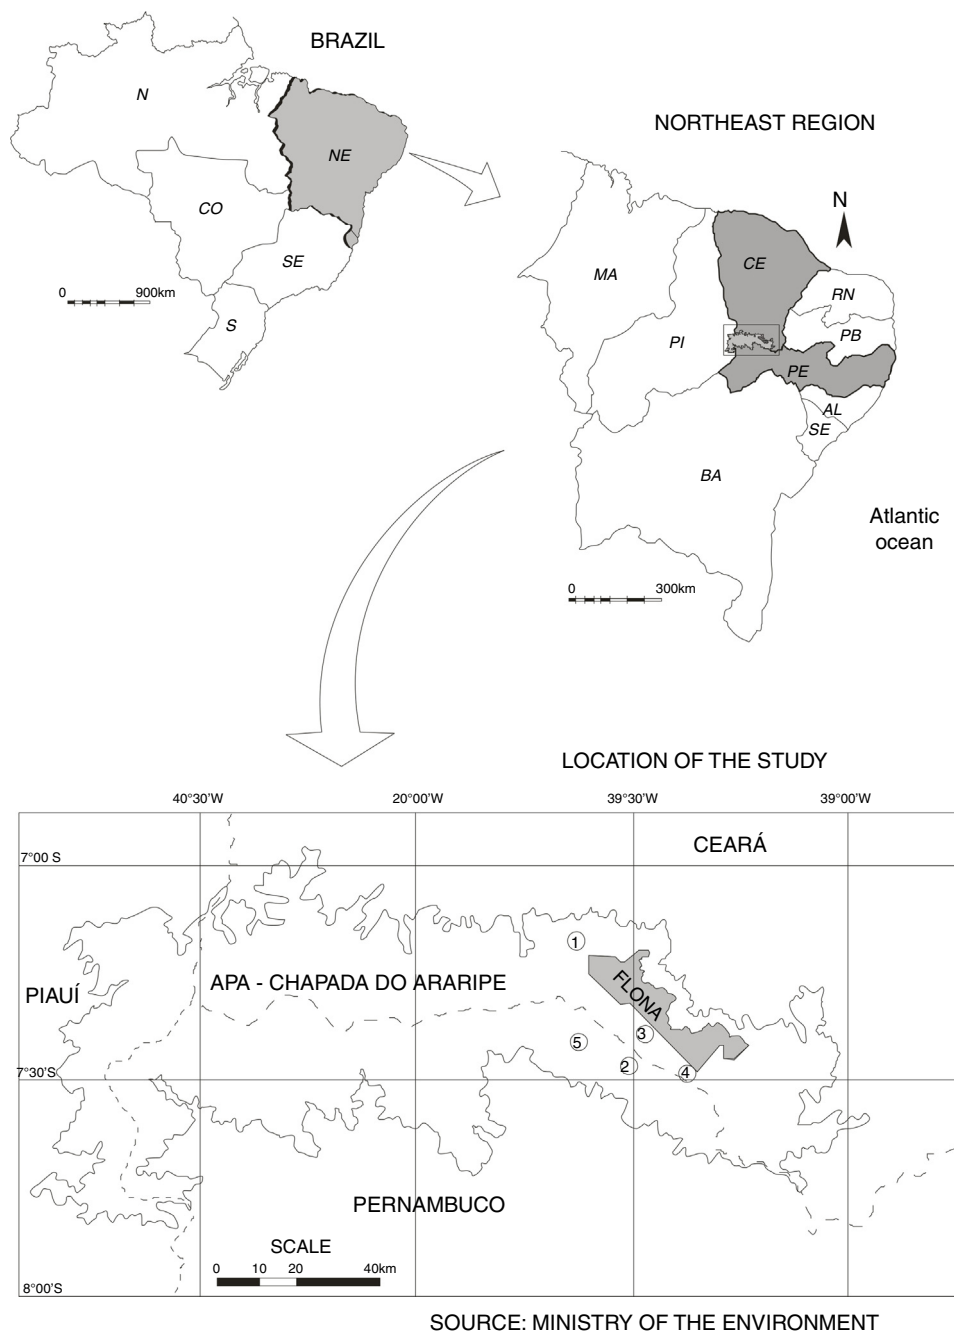 BRAZIL
N
NE
CO
SE
S
0 900km
NORTHEAST REGION
N
MA
PI
CE
RN
PB
PE
AL
SE
BA
Atlantic
ocean
0 300km
LOCATION OF THE STUDY
40°30'W 20°00'W 39°30'W 39°00'W
7°00 S
CEARÁ
1
PIAUÍ
APA - CHAPADA DO ARARIPE
FLONA
3
5
2
4
7°30'S
PERNAMBUCO
SCALE
0 10 20 40km
8°00'S
SOURCE: MINISTRY OF THE ENVIRONMENT